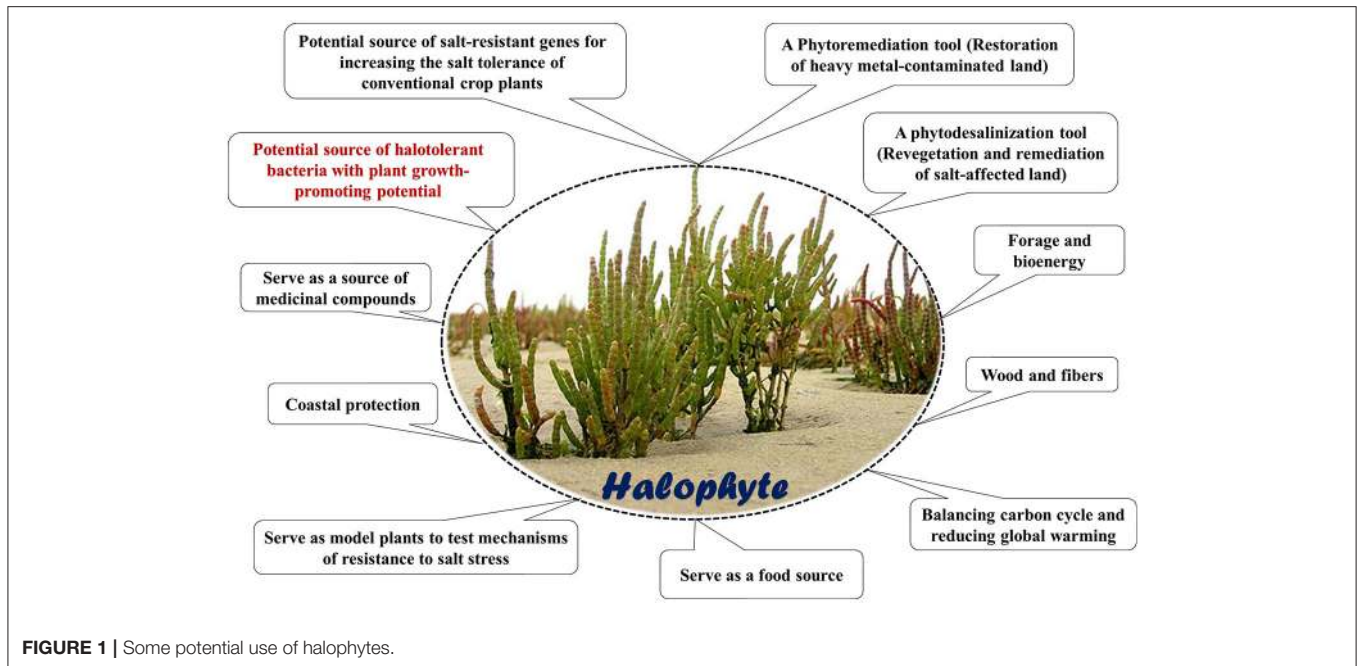 Potential source of salt-resistant genes for
increasing the salt tolerance of
conventional crop plants
A Phytoremediation tool (Restoration
of heavy metal-contaminated land)
Potential source of halotolerant
bacteria with plant growth-
promoting potential
A phytodesalinization tool
(Revegetation and remediation
of salt-affected land)
Serve as a source of
medicinal compounds
Forage and
bioenergy
Coastal protection
Wood and fibers
Halophyte
Serve as model plants to test mechanisms
of resistance to salt stress
Balancing carbon cycle and
reducing global warming
Serve as a food source
FIGURE 1 | Some potential use of halophytes.